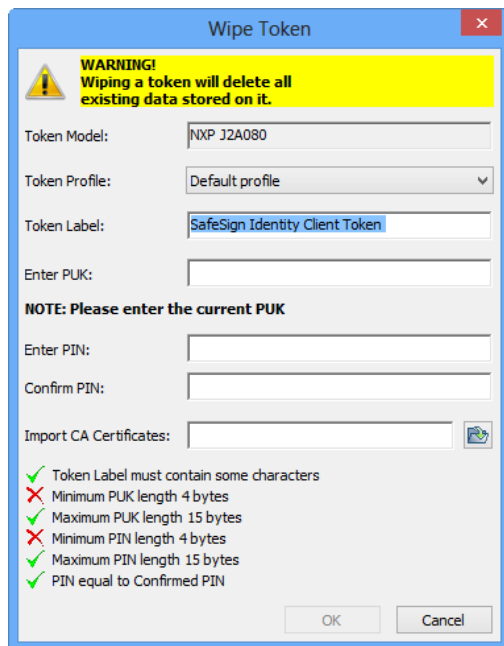 Wipe Token
WARNING!
Wiping a token will delete all
existing data stored on it.
Token Model: NXP J2A080
Token Profile: Default profile
Token Label: SafeSign Identity Client Token
Enter PUK:
NOTE: Please enter the current PUK
Enter PIN:
Confirm PIN:
Import CA Certificates:
Token Label must contain some characters
Minimum PUK length 4 bytes
Maximum PUK length 15 bytes
Minimum PIN length 4 bytes
Maximum PIN length 15 bytes
PIN equal to Confirmed PIN
OK Cancel